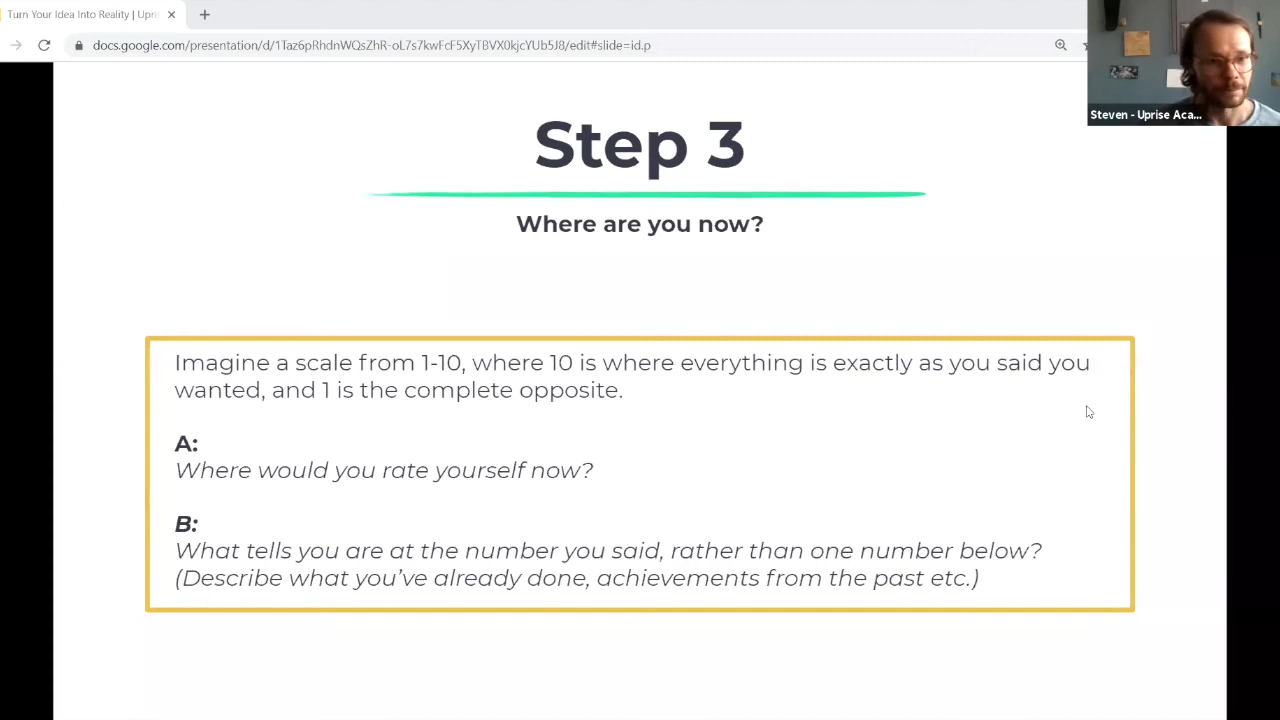 Turn Your Idea Into Reality | Upri
docs.google.com/presentation/d/1Taz6pRhdnWQsZhR-oL7s7kwFcF5XyTBVX0kjcYUb5J8/edit#slide=id.p
Steven - Uprise Aca...
Step 3
Where are you now?
Imagine a scale from 1-10, where 10 is where everything is exactly as you said you
wanted, and 1 is the complete opposite.
A:
Where would you rate yourself now?
B:
What tells you are at the number you said, rather than one number below?
(Describe what you’ve already done, achievements from the past etc.)